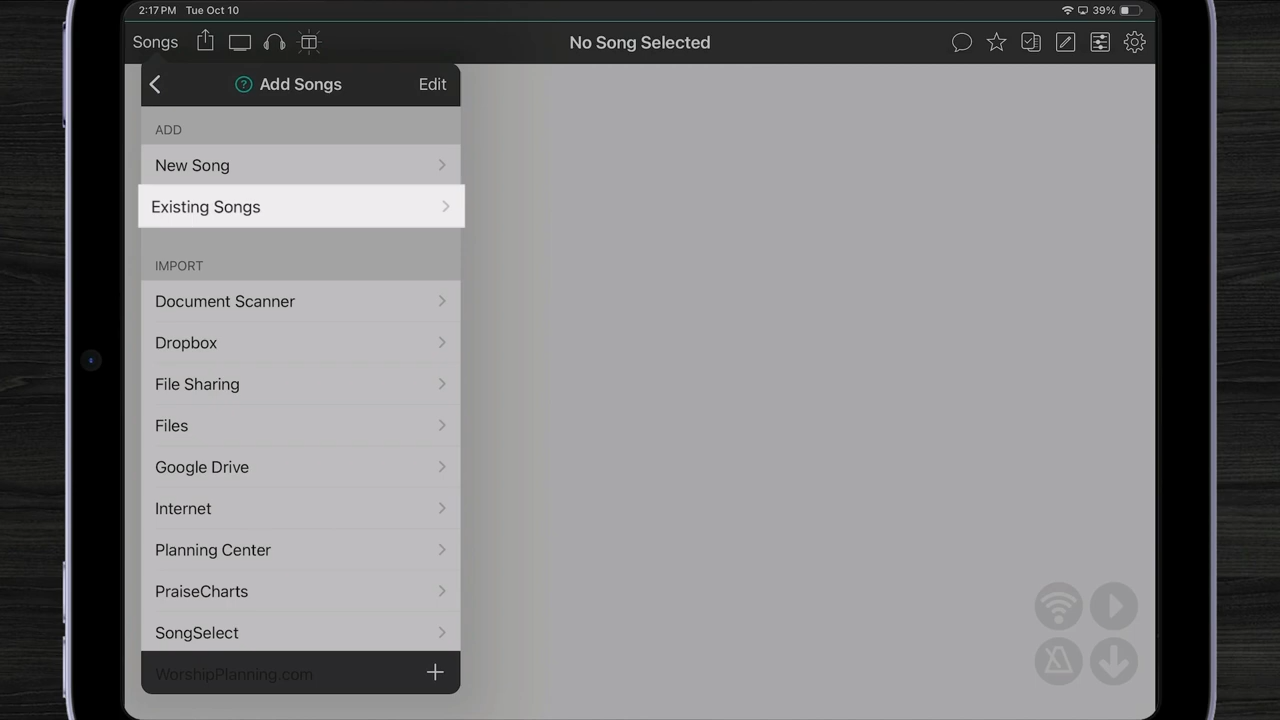 2:17 PM Tue Oct 10 39%
Songs No Song Selected
? Add Songs Edit
ADD
New Song
Existing Songs
IMPORT
Document Scanner
Dropbox
File Sharing
Files
Google Drive
Internet
Planning Center
PraiseCharts
SongSelect
WorshipPlanning.com